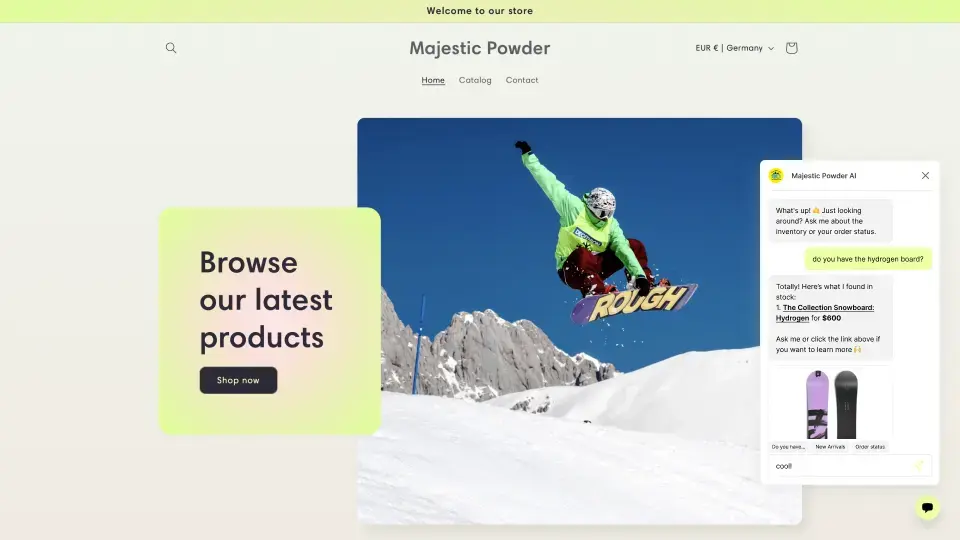 Welcome to our store
Majestic Powder
EUR € | Germany
Home
Catalog
Contact
Browse
our latest
products
Shop now
DECATHLON
ROUGH
Majestic Powder AI
What's up! 🤙 Just looking
around? Ask me about the
inventory or your order status.
do you have the hydrogen board?
Totally! Here's what I found in
stock:
1. The Collection Snowboard:
Hydrogen for $600
Ask me or click the link above if
you want to learn more 🙌
Do you have...
New Arrivals
Order status
cool!